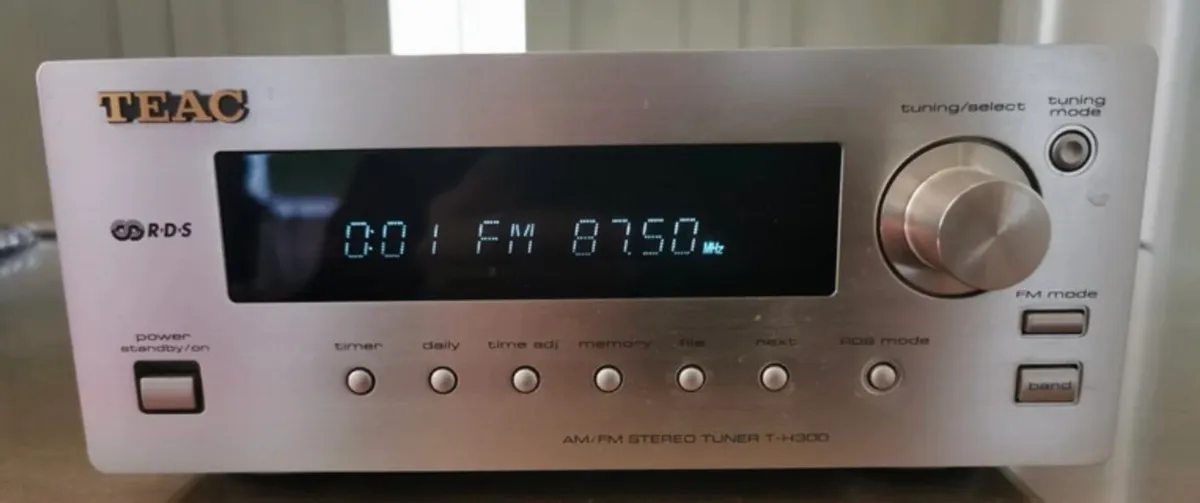 TEAC
tuning/select
tuning
mode
R·D·S
0:01 FM 87.50 MHz
FM mode
power
standby/on
timer daily time adj memory file next RDS mode
band
AM/FM STEREO TUNER T-H300